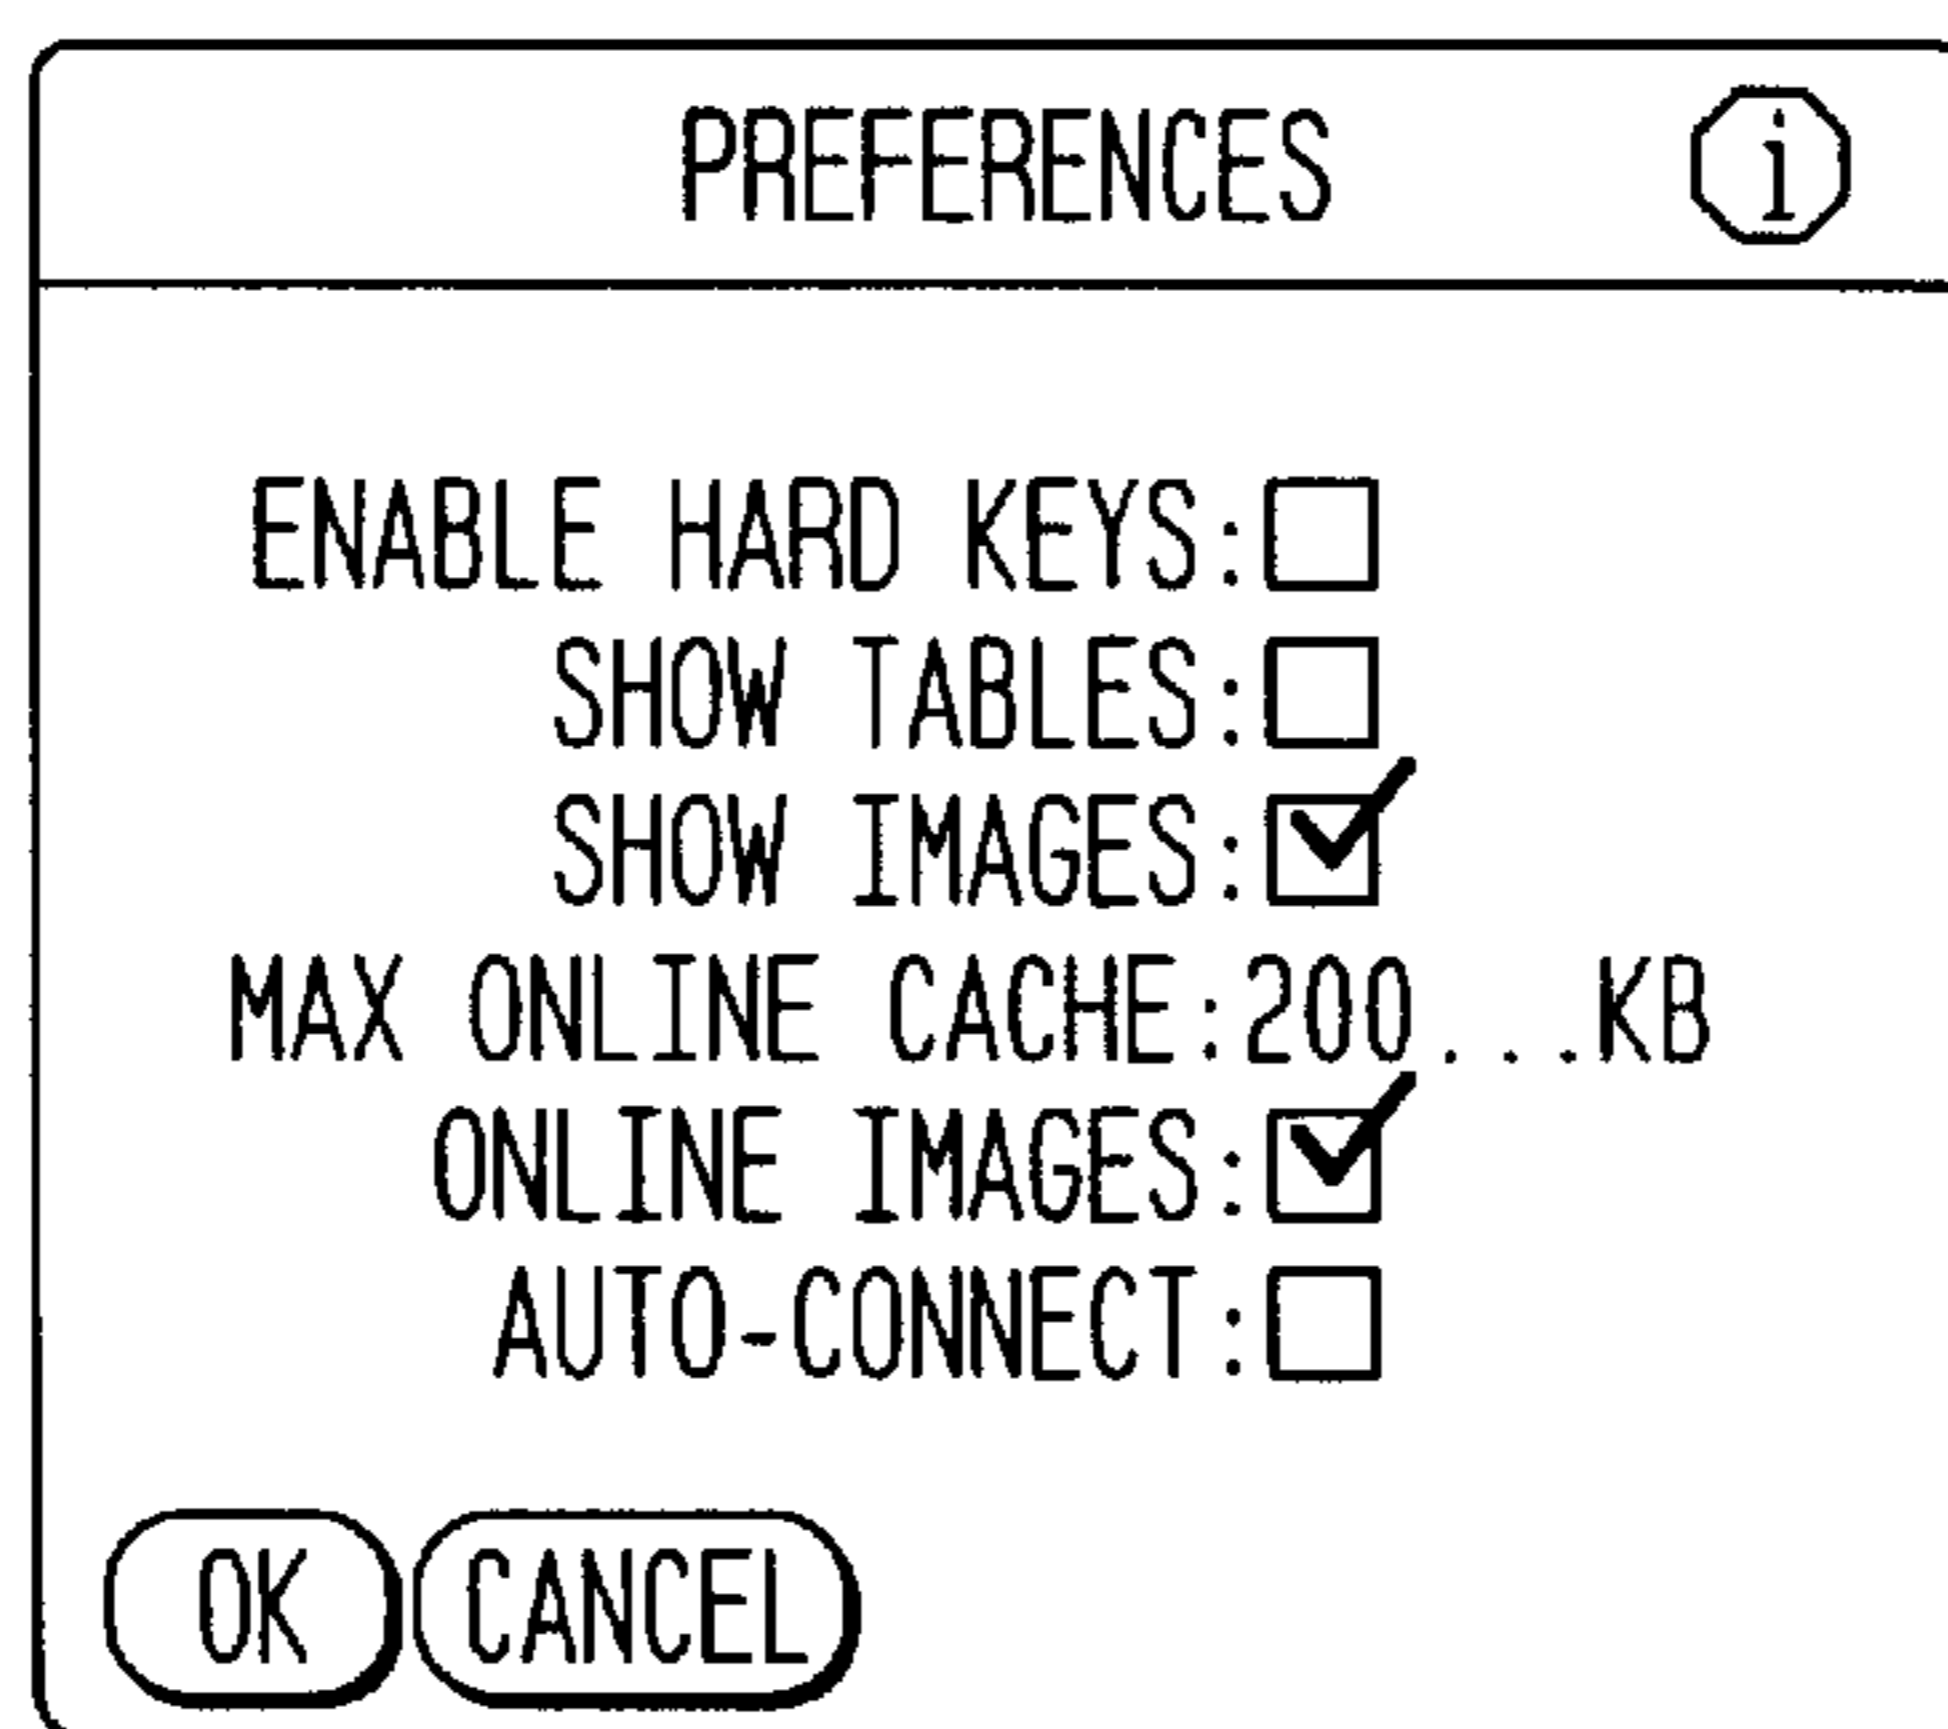 PREFERENCES i
ENABLE HARD KEYS:
SHOW TABLES:
SHOW IMAGES:
MAX ONLINE CACHE:200...KB
ONLINE IMAGES:
AUTO-CONNECT:
OK CANCEL